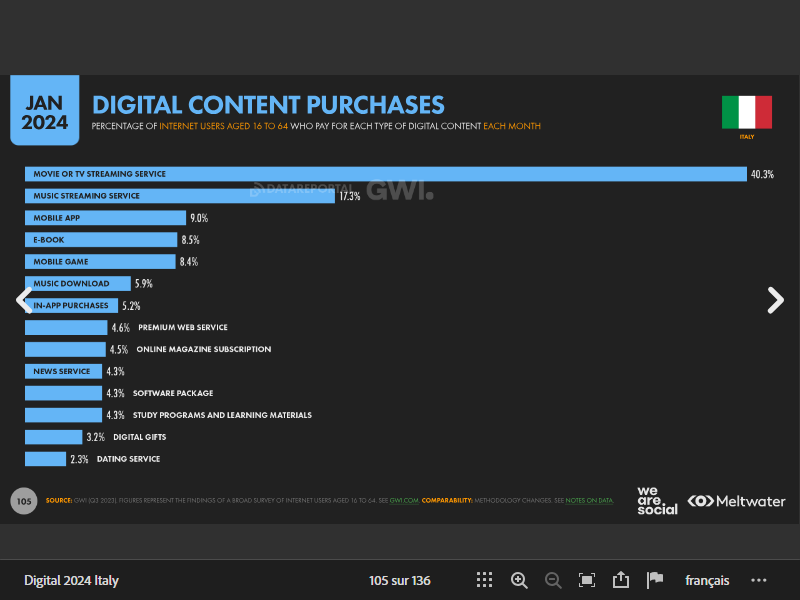 JAN
2024
DIGITAL CONTENT PURCHASES
PERCENTAGE OF INTERNET USERS AGED 16 TO 64 WHO PAY FOR EACH TYPE OF DIGITAL CONTENT EACH MONTH
ITALY
MOVIE OR TV STREAMING SERVICE 40.3%
DATAREPORTAL GWI.
MUSIC STREAMING SERVICE 17.3%
MOBILE APP 9.0%
E-BOOK 8.5%
MOBILE GAME 8.4%
MUSIC DOWNLOAD 5.9%
IN-APP PURCHASES 5.2%
4.6% PREMIUM WEB SERVICE
4.5% ONLINE MAGAZINE SUBSCRIPTION
NEWS SERVICE 4.3%
4.3% SOFTWARE PACKAGE
4.3% STUDY PROGRAMS AND LEARNING MATERIALS
3.2% DIGITAL GIFTS
2.3% DATING SERVICE
105 SOURCE: GWI (Q3 2023). FIGURES REPRESENT THE FINDINGS OF A BROAD SURVEY OF INTERNET USERS AGED 16 TO 64. SEE GWI.COM. COMPARABILITY: METHODOLOGY CHANGES. SEE NOTES ON DATA.
we
are.
social
Meltwater
Digital 2024 Italy
105 sur 136
français